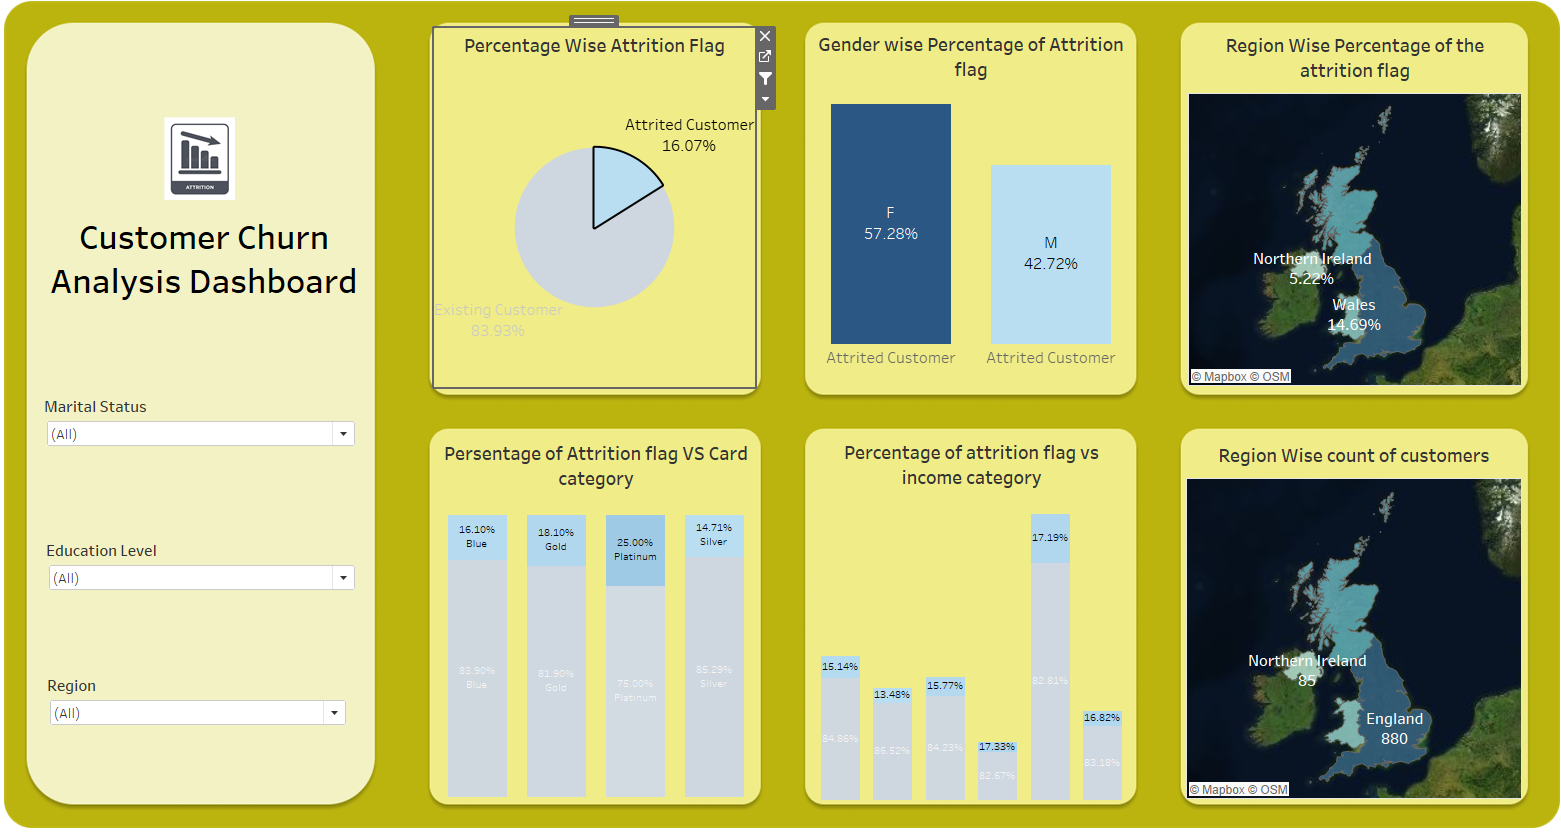 ATTRITION
Customer Churn
Analysis Dashboard
Marital Status
(All)
Education Level
(All)
Region
(All)
Percentage Wise Attrition Flag
Attrited Customer
16.07%
Existing Customer
83.93%
Gender wise Percentage of Attrition
flag
F
57.28%
M
42.72%
Attrited Customer
Attrited Customer
Region Wise Percentage of the
attrition flag
Northern Ireland
5.22%
Wales
14.69%
© Mapbox © OSM
Persentage of Attrition flag VS Card
category
16.10%
Blue
18.10%
Gold
25.00%
Platinum
14.71%
Silver
83.90%
Blue
81.90%
Gold
75.00%
Platinum
85.29%
Silver
Percentage of attrition flag vs
income category
15.14%
13.48%
15.77%
17.33%
17.19%
16.82%
84.86%
86.52%
84.23%
82.67%
82.81%
83.18%
Region Wise count of customers
Northern Ireland
85
England
880
© Mapbox © OSM